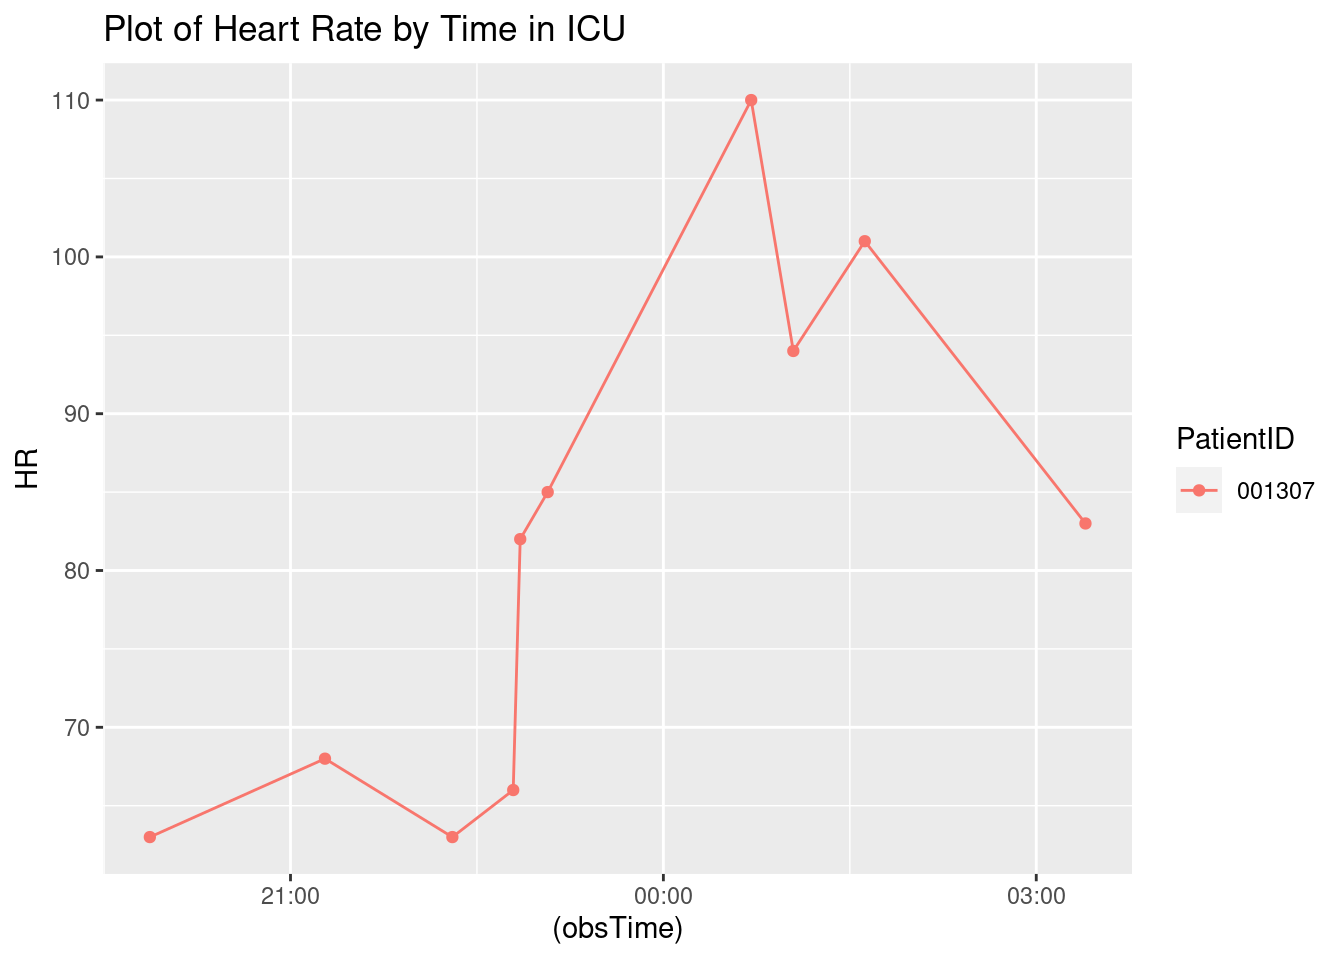 Plot of Heart Rate by Time in ICU
110
100
90
80
70
HR
21:00
00:00
03:00
(obsTime)
PatientID
001307